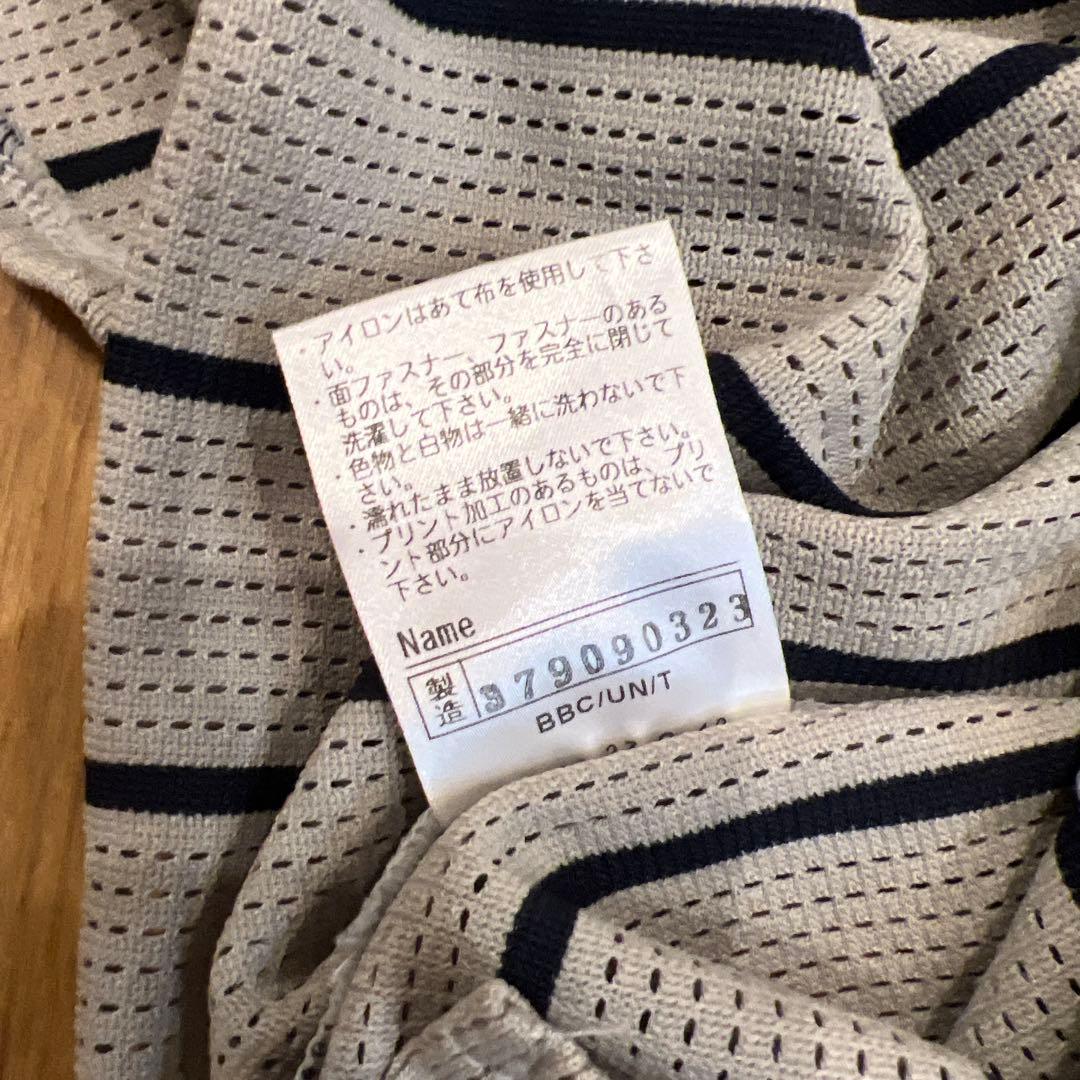 ・アイロンはあて布を使用して下さ
い。
・面ファスナー、ファスナーのある
ものは、その部分を完全に閉じて
洗濯して下さい。
・色物と白物は一緒に洗わないで下
さい。
・濡れたまま放置しないで下さい。
・プリント加工のあるものは、プリ
ント部分にアイロンを当てないで
下さい。
Name
製造 379090323
BBC/UN/T